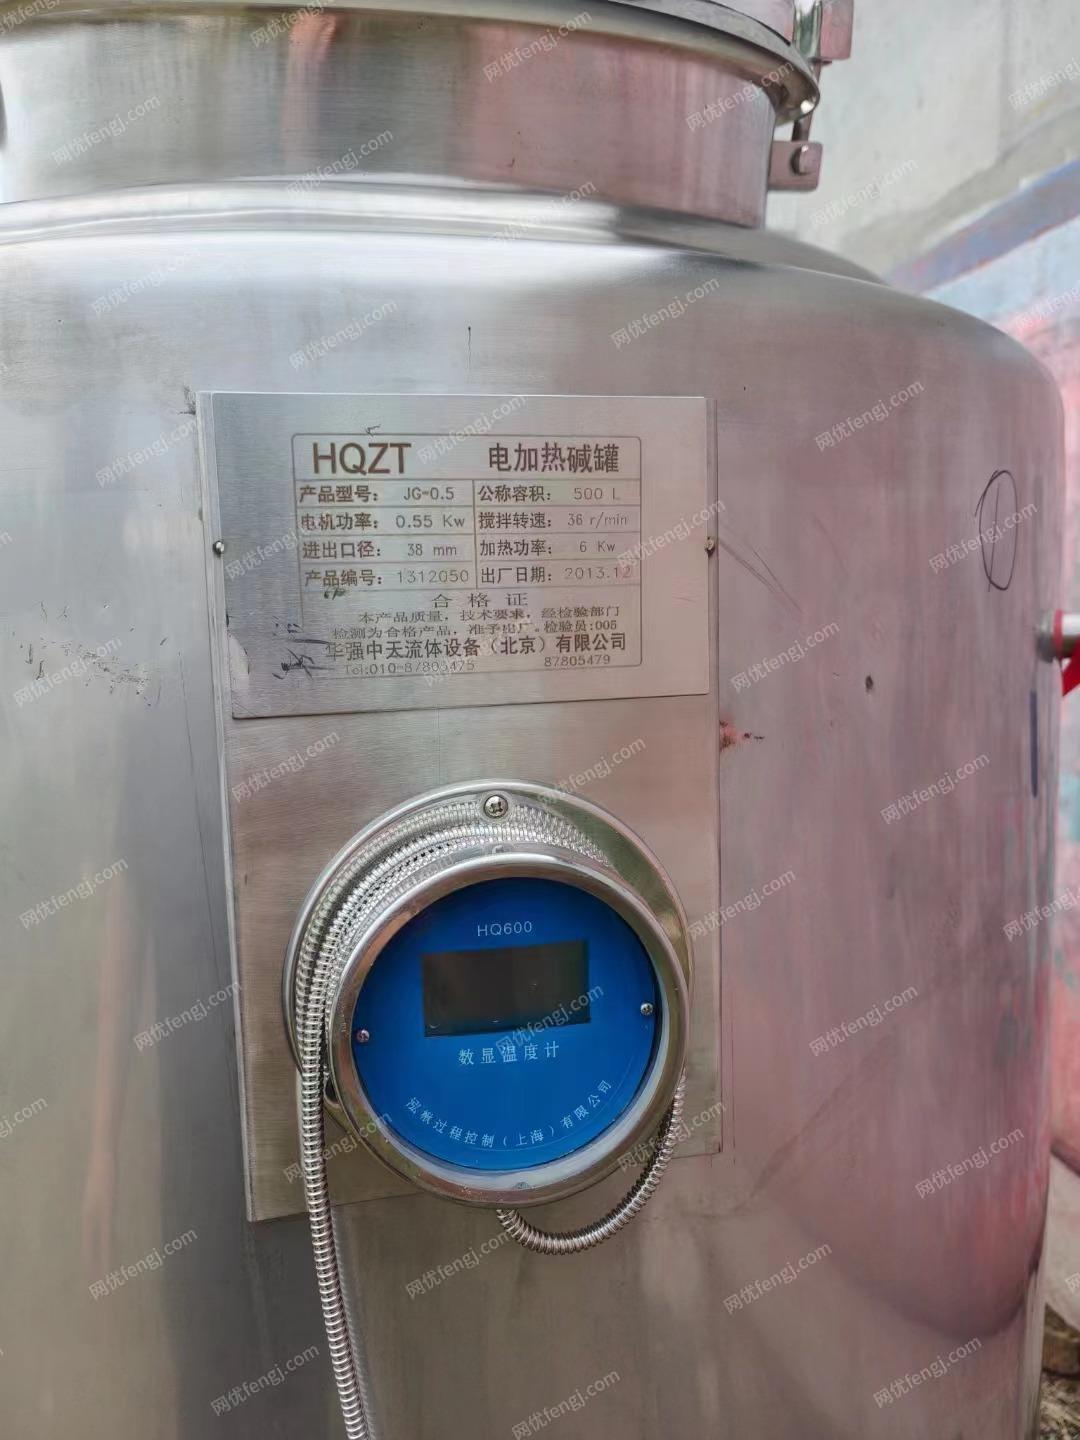 HQZT 电加热碱罐
产品型号: JG-0.5 公称容积: 500 L
电机功率: 0.55 Kw 搅拌转速: 36 r/min
进出口径: 38 mm 加热功率: 6 Kw
产品编号: 1312050 出厂日期: 2013.12
合格证
本产品质量，技术要求，经检验部门
检测为合格产品，准予出厂。检验员:005
华强中天流体设备（北京）有限公司
Tel:010-87805475 87805479
HQ600
数显温度计
泓楸过程控制（上海）有限公司
网优fengj.com